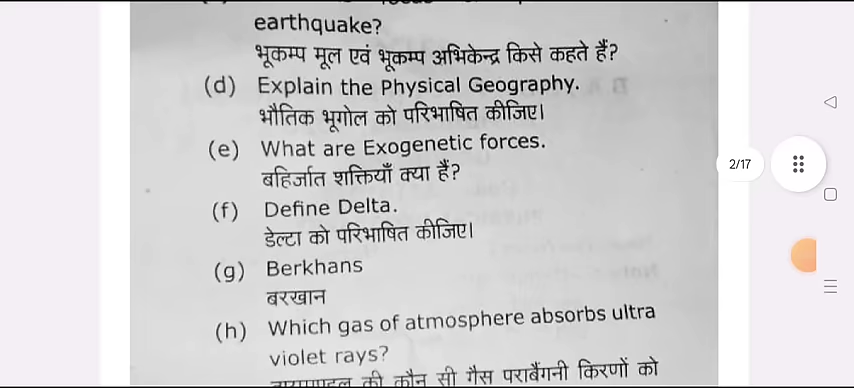 earthquake?
भूकम्प मूल एवं भूकम्प अभिकेन्द्र किसे कहते हैं?
(d) Explain the Physical Geography.
भौतिक भूगोल को परिभाषित कीजिए।
(e) What are Exogenetic forces.
बहिर्जात शक्तियाँ क्या हैं?
(f) Define Delta.
डेल्टा को परिभाषित कीजिए।
(g) Berkhans
बरखान
(h) Which gas of atmosphere absorbs ultra
violet rays?
की कौन सी गैस पराबैंगनी किरणों को
2/17